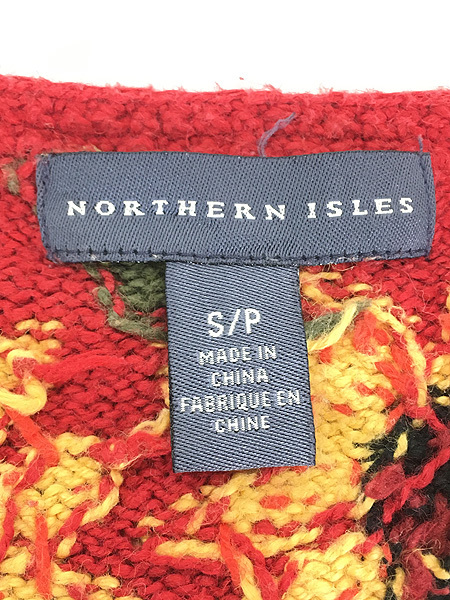 NORTHERN ISLES
S/P
MADE IN
CHINA
FABRIQUE EN
CHINE